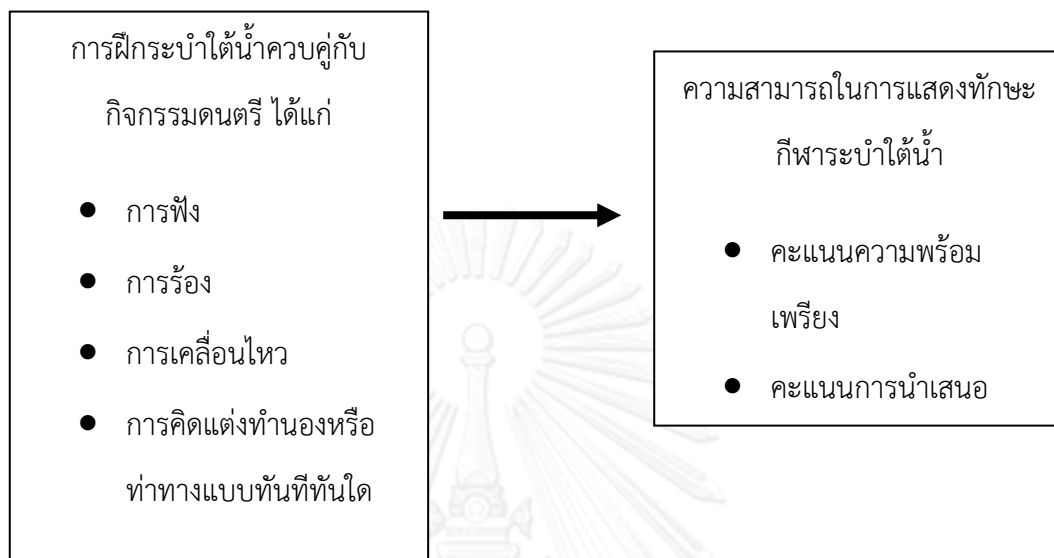 การฝึกระบำใต้น้ำควบคู่กับ
กิจกรรมดนตรี ได้แก่
● การฟัง
● การร้อง
● การเคลื่อนไหว
● การคิดแต่งทำนองหรือ
ท่าทางแบบทันทีทันใด
ความสามารถในการแสดงทักษะ
กีฬาระบำใต้น้ำ
● คะแนนความพร้อม
เพรียง
● คะแนนการนำเสนอ